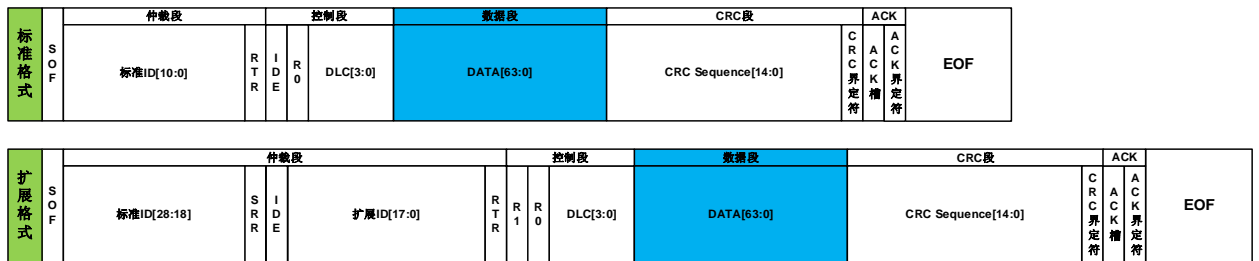 仲裁段 控制段 数据段 CRC段 ACK
标准格式 SOF 标准ID[10:0] RTR IDE R0 DLC[3:0] DATA[63:0] CRC Sequence[14:0] CRC界定符 ACK槽 ACK界定符 EOF
仲裁段 控制段 数据段 CRC段 ACK
扩展格式 SOF 标准ID[28:18] SRR IDE 扩展ID[17:0] RTR R1 R0 DLC[3:0] DATA[63:0] CRC Sequence[14:0] CRC界定符 ACK槽 ACK界定符 EOF